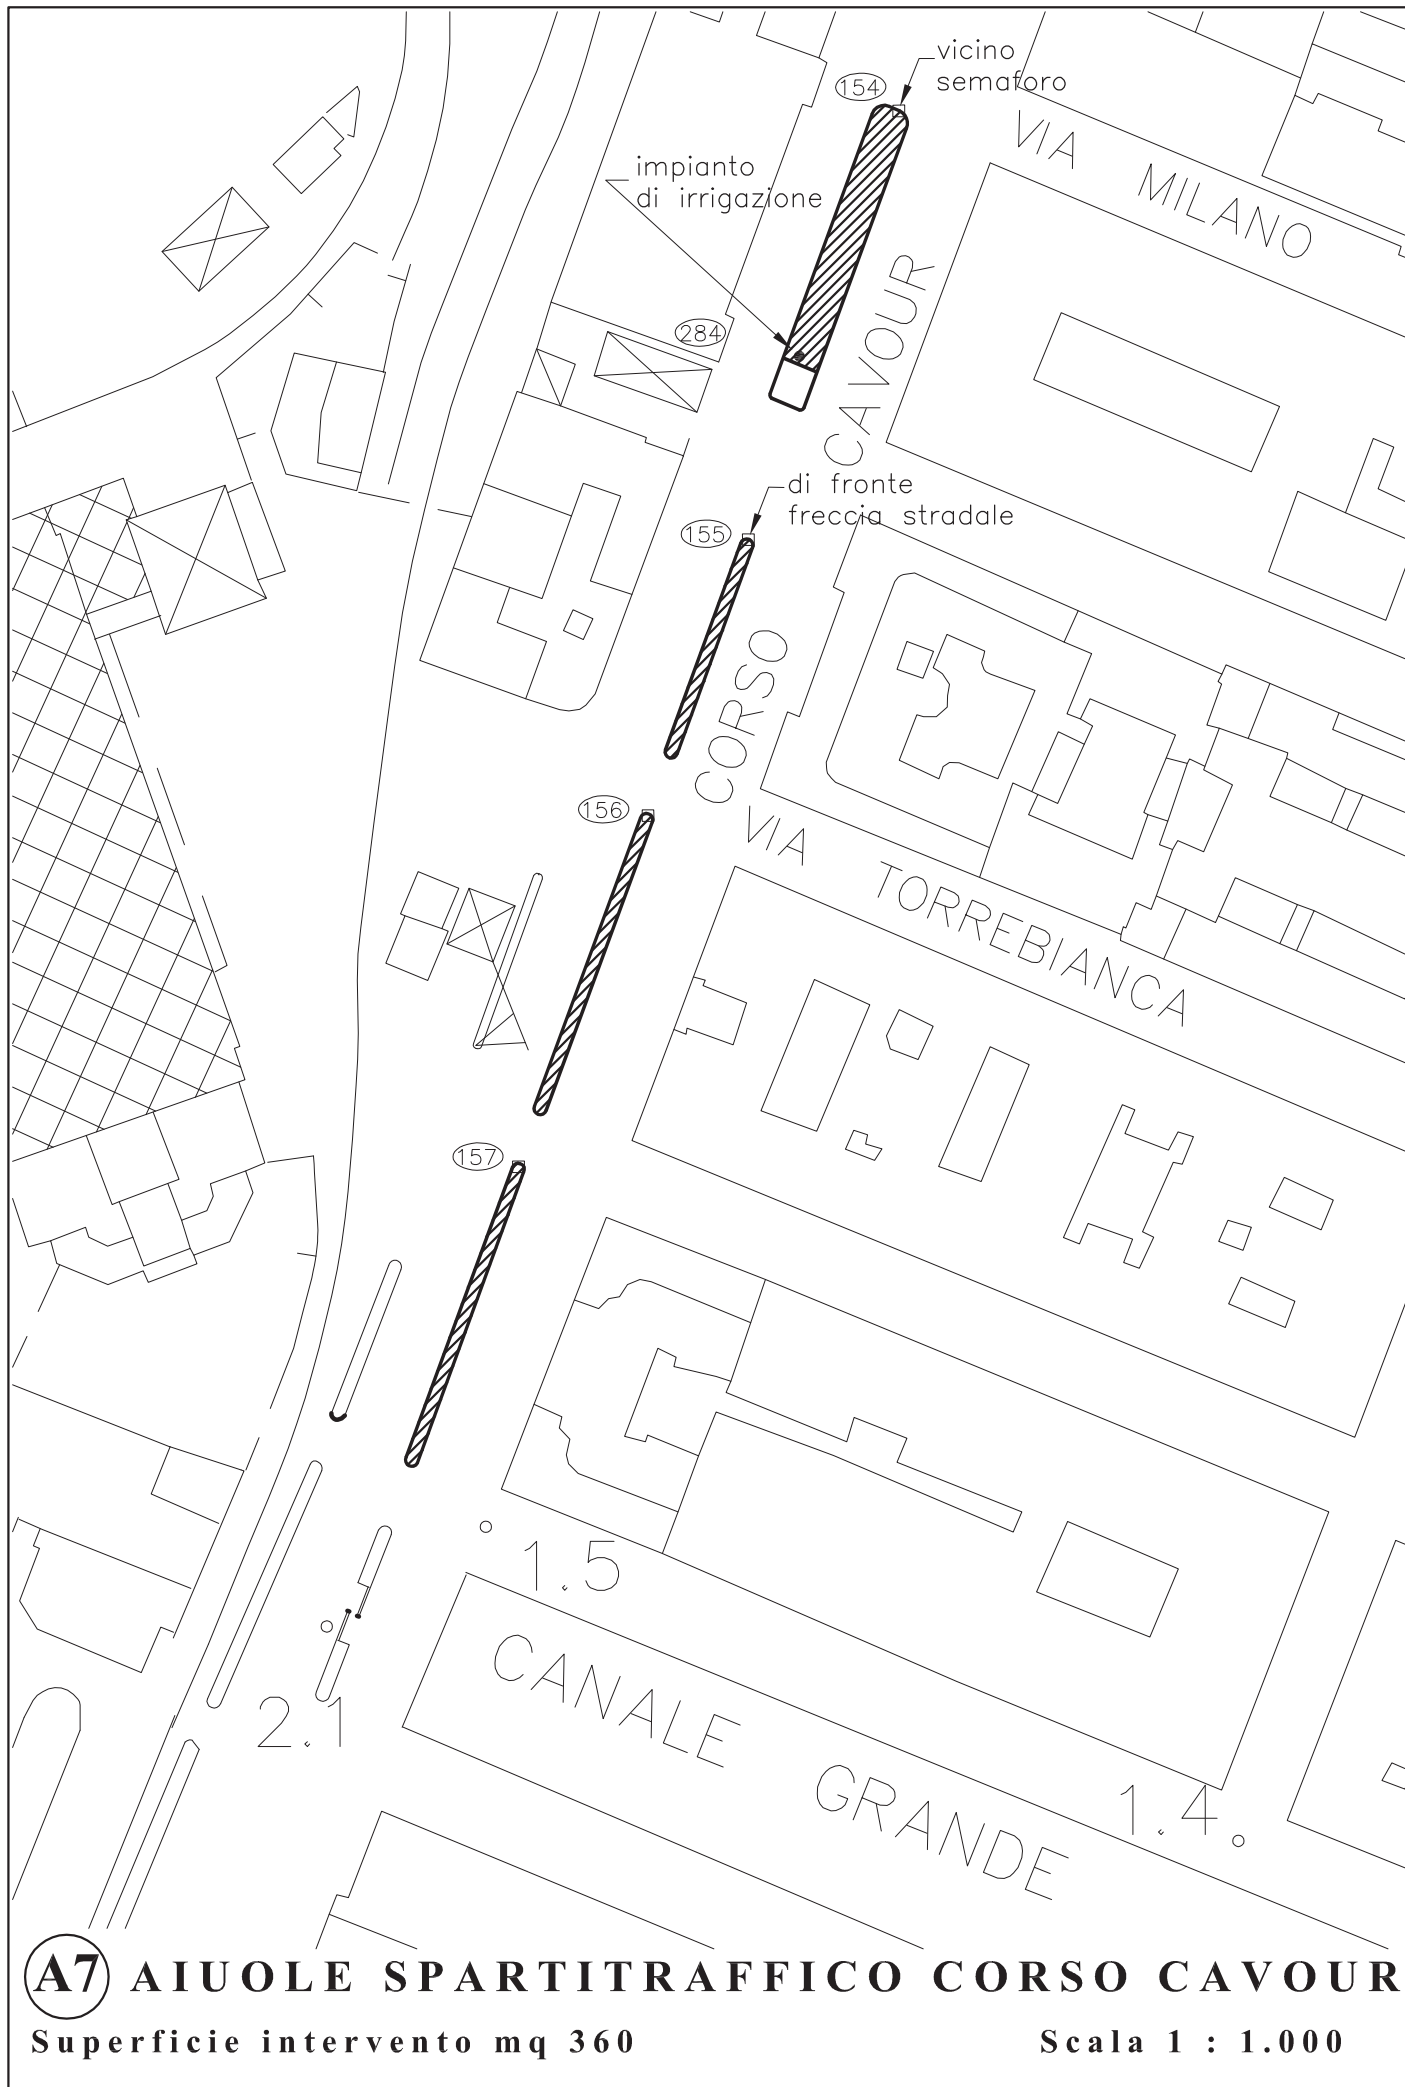 vicino
semaforo
154
VIA MILANO
impianto
di irrigazione
284
CORSO CAVOUR
di fronte
freccia stradale
155
156
VIA TORREBIANCA
157
1.5
2.1
CANALE GRANDE
1.4.
A7 AIUOLE SPARTITRAFFICO CORSO CAVOUR
Superficie intervento mq 360
Scala 1 : 1.000